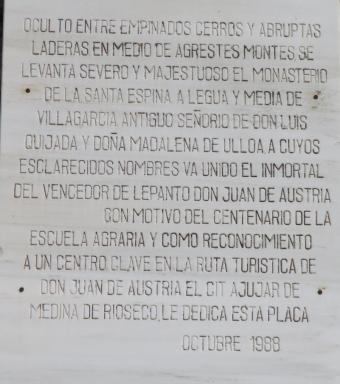 OCULTO ENTRE EMPINADOS CERROS Y ABRUPTAS
LADERAS EN MEDIO DE AGRESTES MONTES, SE
LEVANTA SEVERO Y MAJESTUOSO EL MONASTERIO
DE LA SANTA ESPINA A LEGUA Y MEDIA DE
VILLAGARCIA ANTIGUO SEÑORIO DE DON LUIS
QUIJADA Y DOÑA MADALENA DE ULLOA A CUYOS
ESCLARECIDOS NOMBRES VA UNIDO EL INMORTAL
DEL VENCEDOR DE LEPANTO DON JUAN DE AUSTRIA
CON MOTIVO DEL CENTENARIO DE LA
ESCUELA AGRARIA Y COMO RECONOCIMIENTO
A UN CENTRO CLAVE EN LA RUTA TURISTICA DE
DON JUAN DE AUSTRIA EL CIT AJUJAR DE
MEDINA DE RIOSECO, LE DEDICA ESTA PLACA
OCTUBRE 1988